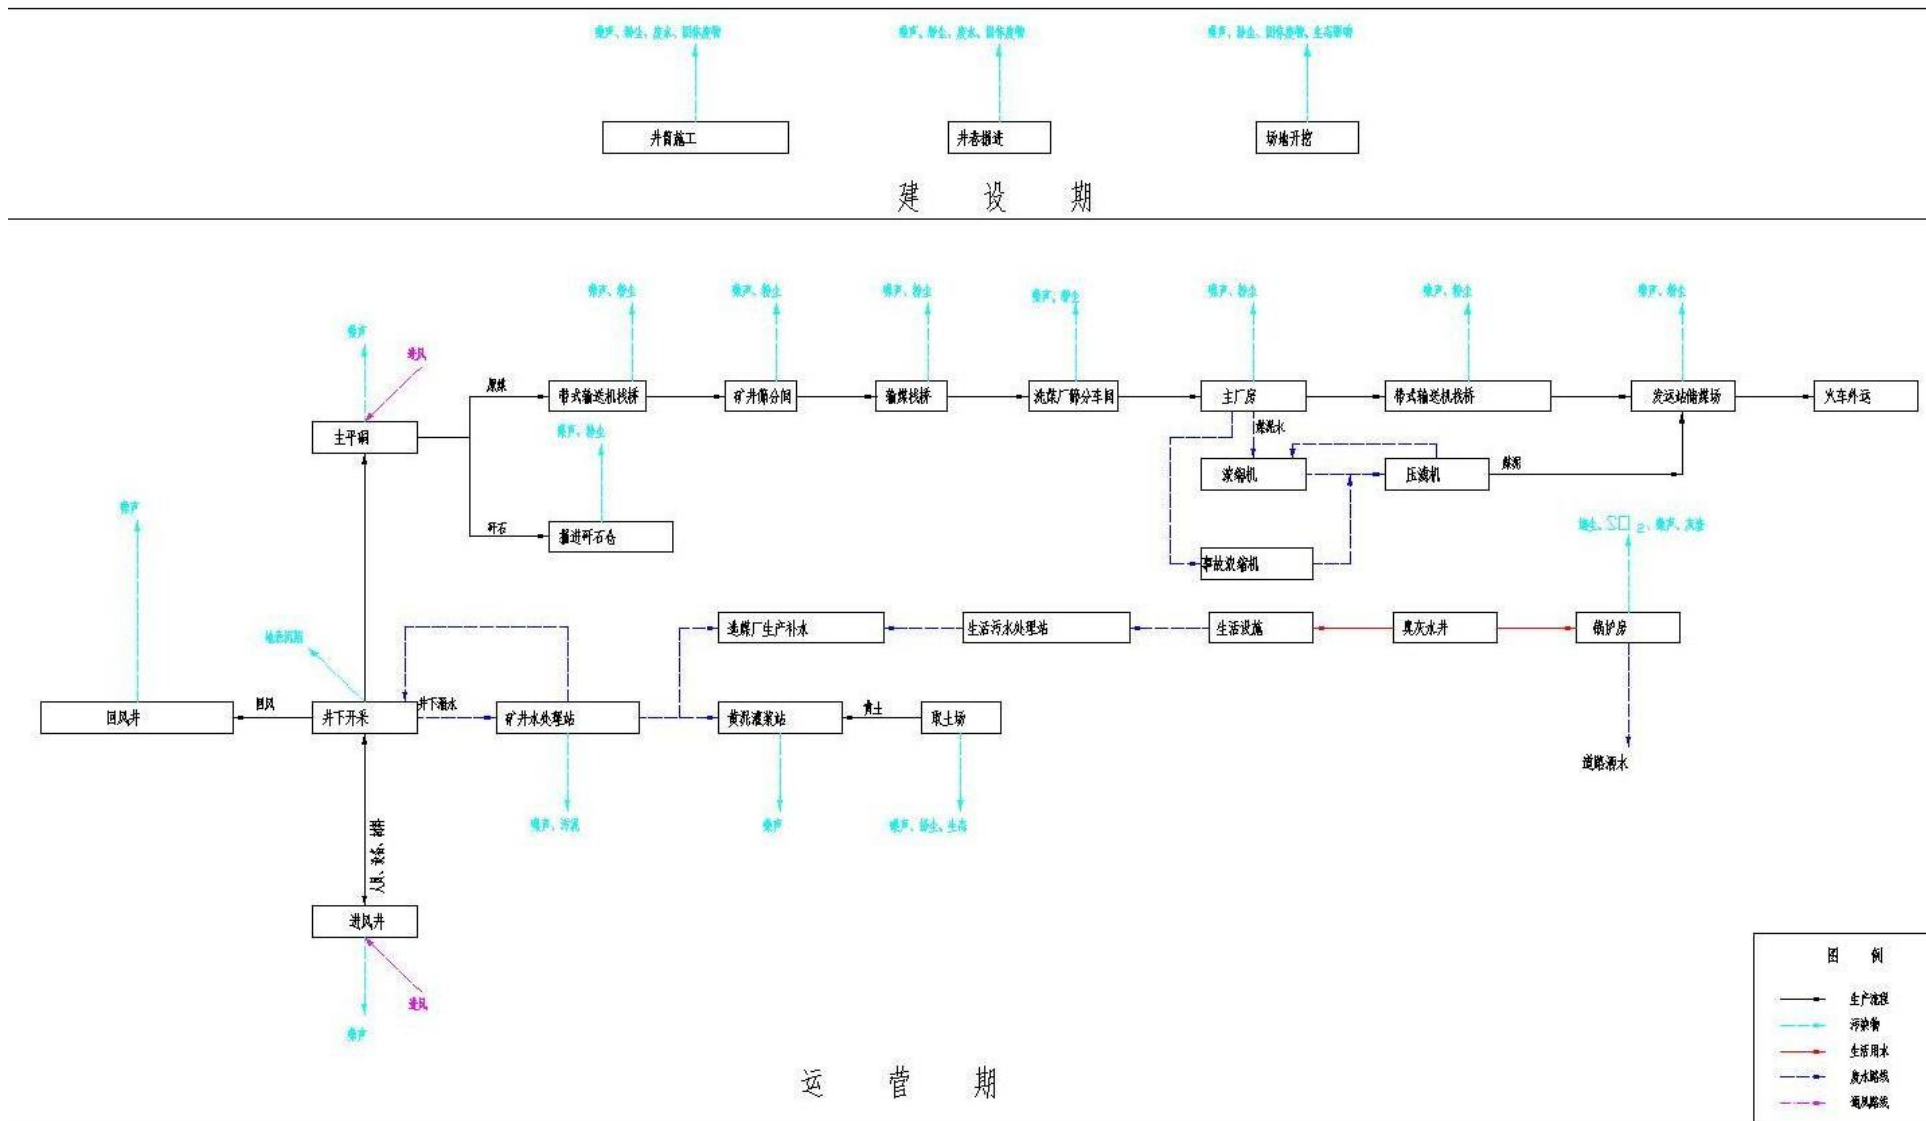 噪声、粉尘、废水、固体废物
噪声、粉尘、废水、固体废物
噪声、粉尘、固体废物、生态影响
井筒施工
井巷掘进
场地开挖
建 设 期
噪声、粉尘
噪声、粉尘
噪声、粉尘
噪声、粉尘
噪声、粉尘
噪声、粉尘
噪声、粉尘
噪声
进风
原煤
带式输送机栈桥
矿井筛分间
输煤栈桥
洗煤厂筛分车间
主厂房
带式输送机栈桥
发运站储煤场
汽车外运
主平硐
噪声、粉尘
煤泥水
浓缩机
压滤机
煤泥
噪声
矸石
掘进矸石仓
烟尘、SO2、噪声、灰渣
事故浓缩机
地表沉陷
选煤厂生产补水
生活污水处理站
生活设施
奥灰水井
锅炉房
回风井
回风
井下开采
井下涌水
矿井水处理站
黄泥灌浆站
黄土
取土场
道路洒水
噪声、污泥
噪声
噪声、粉尘、生态
人员、设备、材料
进风井
进风
噪声
运 营 期
图 例
生产流程
污染物
生活用水
废水路线
通风路线